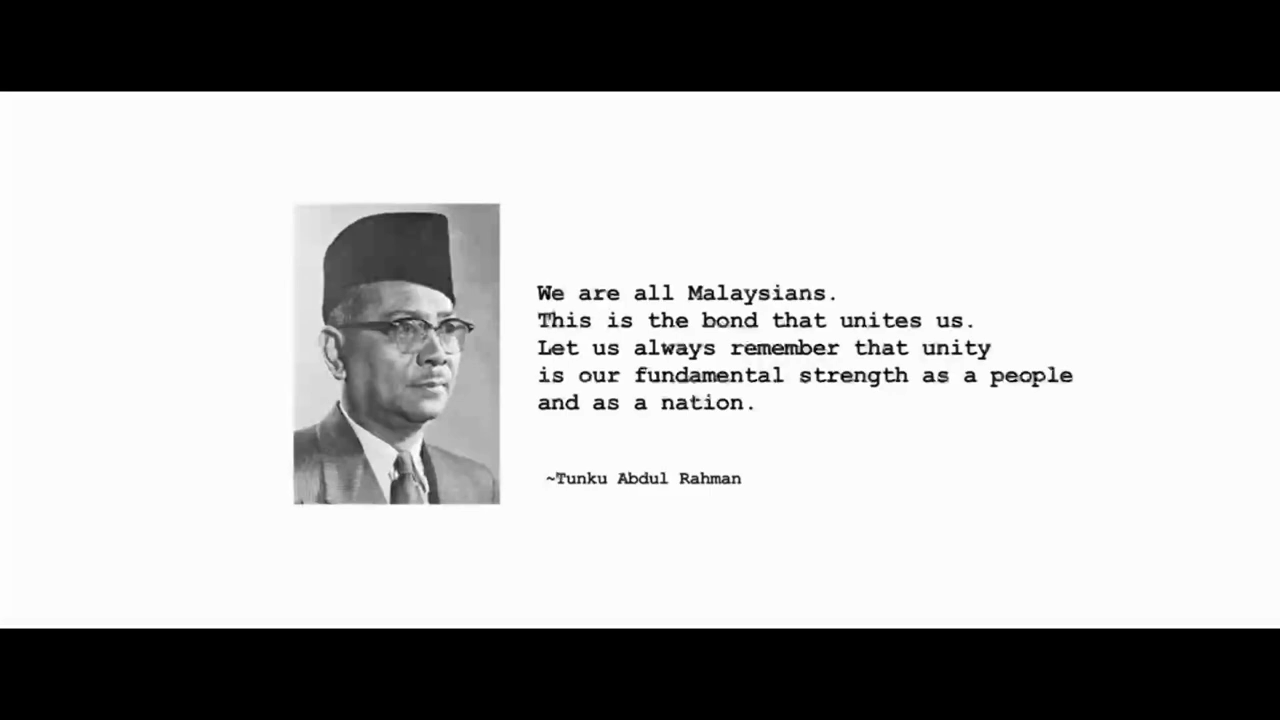 We are all Malaysians.
This is the bond that unites us.
Let us always remember that unity
is our fundamental strength as a people
and as a nation.
~Tunku Abdul Rahman